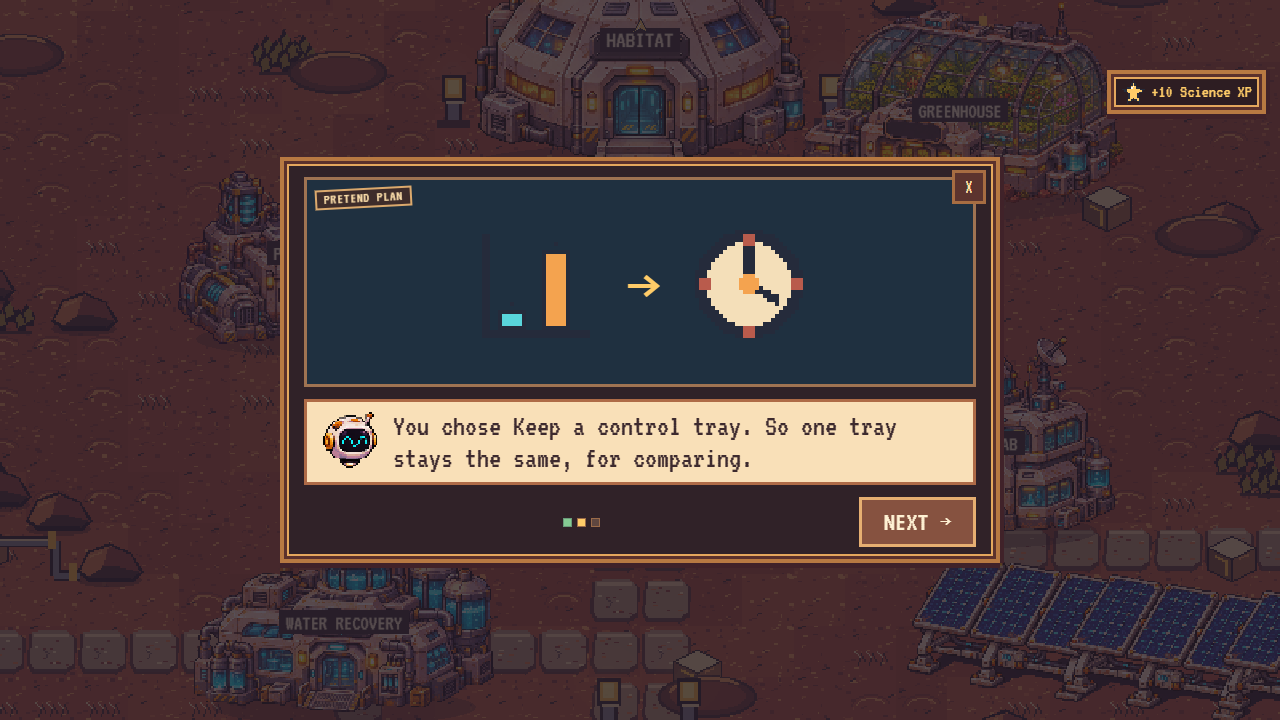 HABITAT
GREENHOUSE
+10 Science XP
PRETEND PLAN
X
You chose Keep a control tray. So one tray
stays the same, for comparing.
NEXT →
WATER RECOVERY